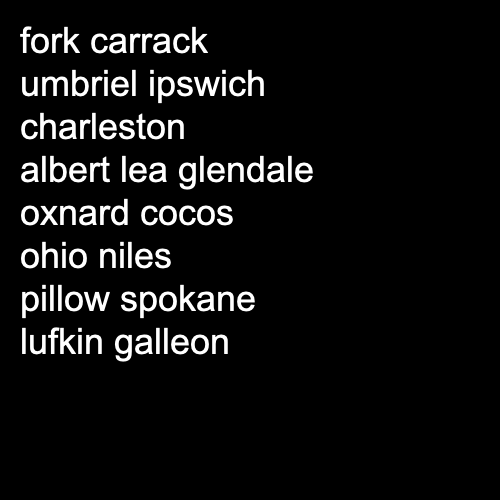 fork carrack
umbriel ipswich
charleston
albert lea glendale
oxnard cocos
ohio niles
pillow spokane
lufkin galleon